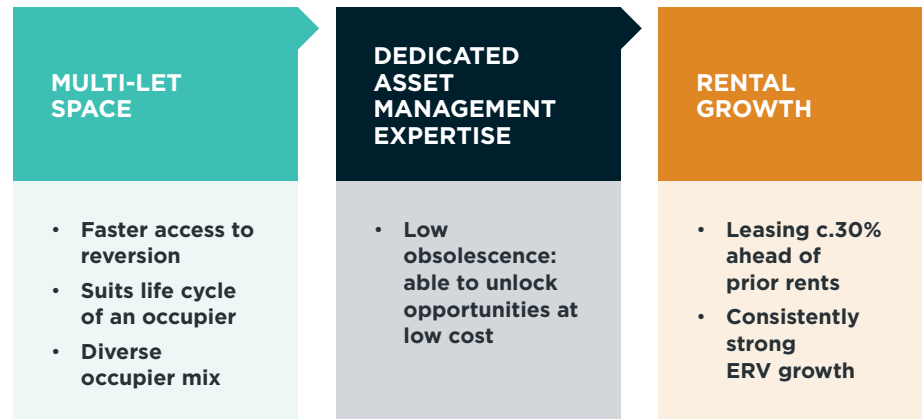 MULTI-LET
SPACE
• Faster access to
reversion
• Suits life cycle
of an occupier
• Diverse
occupier mix
DEDICATED
ASSET
MANAGEMENT
EXPERTISE
• Low
obsolescence:
able to unlock
opportunities at
low cost
RENTAL
GROWTH
• Leasing c.30%
ahead of
prior rents
• Consistently
strong
ERV growth